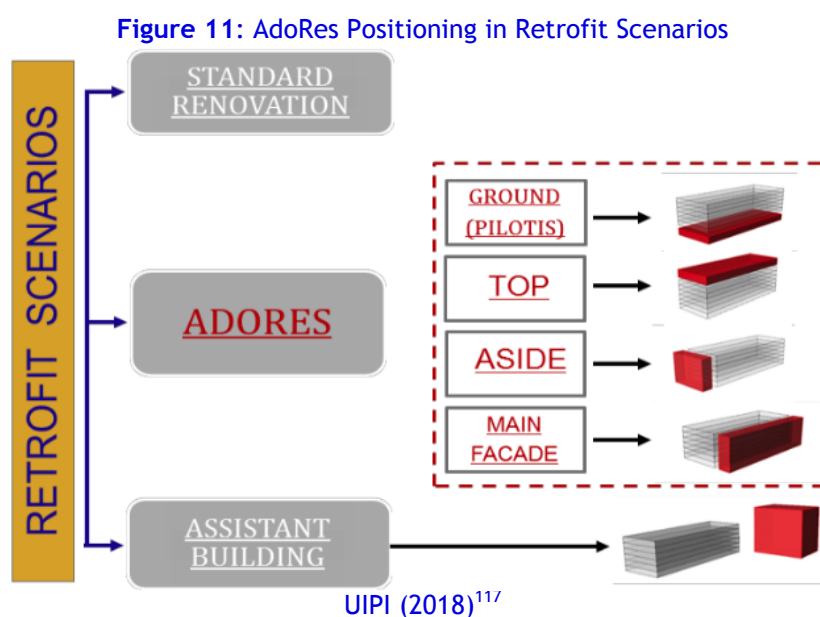 Figure 11: AdoRes Positioning in Retrofit Scenarios
RETROFIT SCENARIOS
STANDARD
RENOVATION
ADORES
GROUND
(PILOTIS)
TOP
ASIDE
MAIN
FACADE
ASSISTANT
BUILDING
UIPI (2018)117